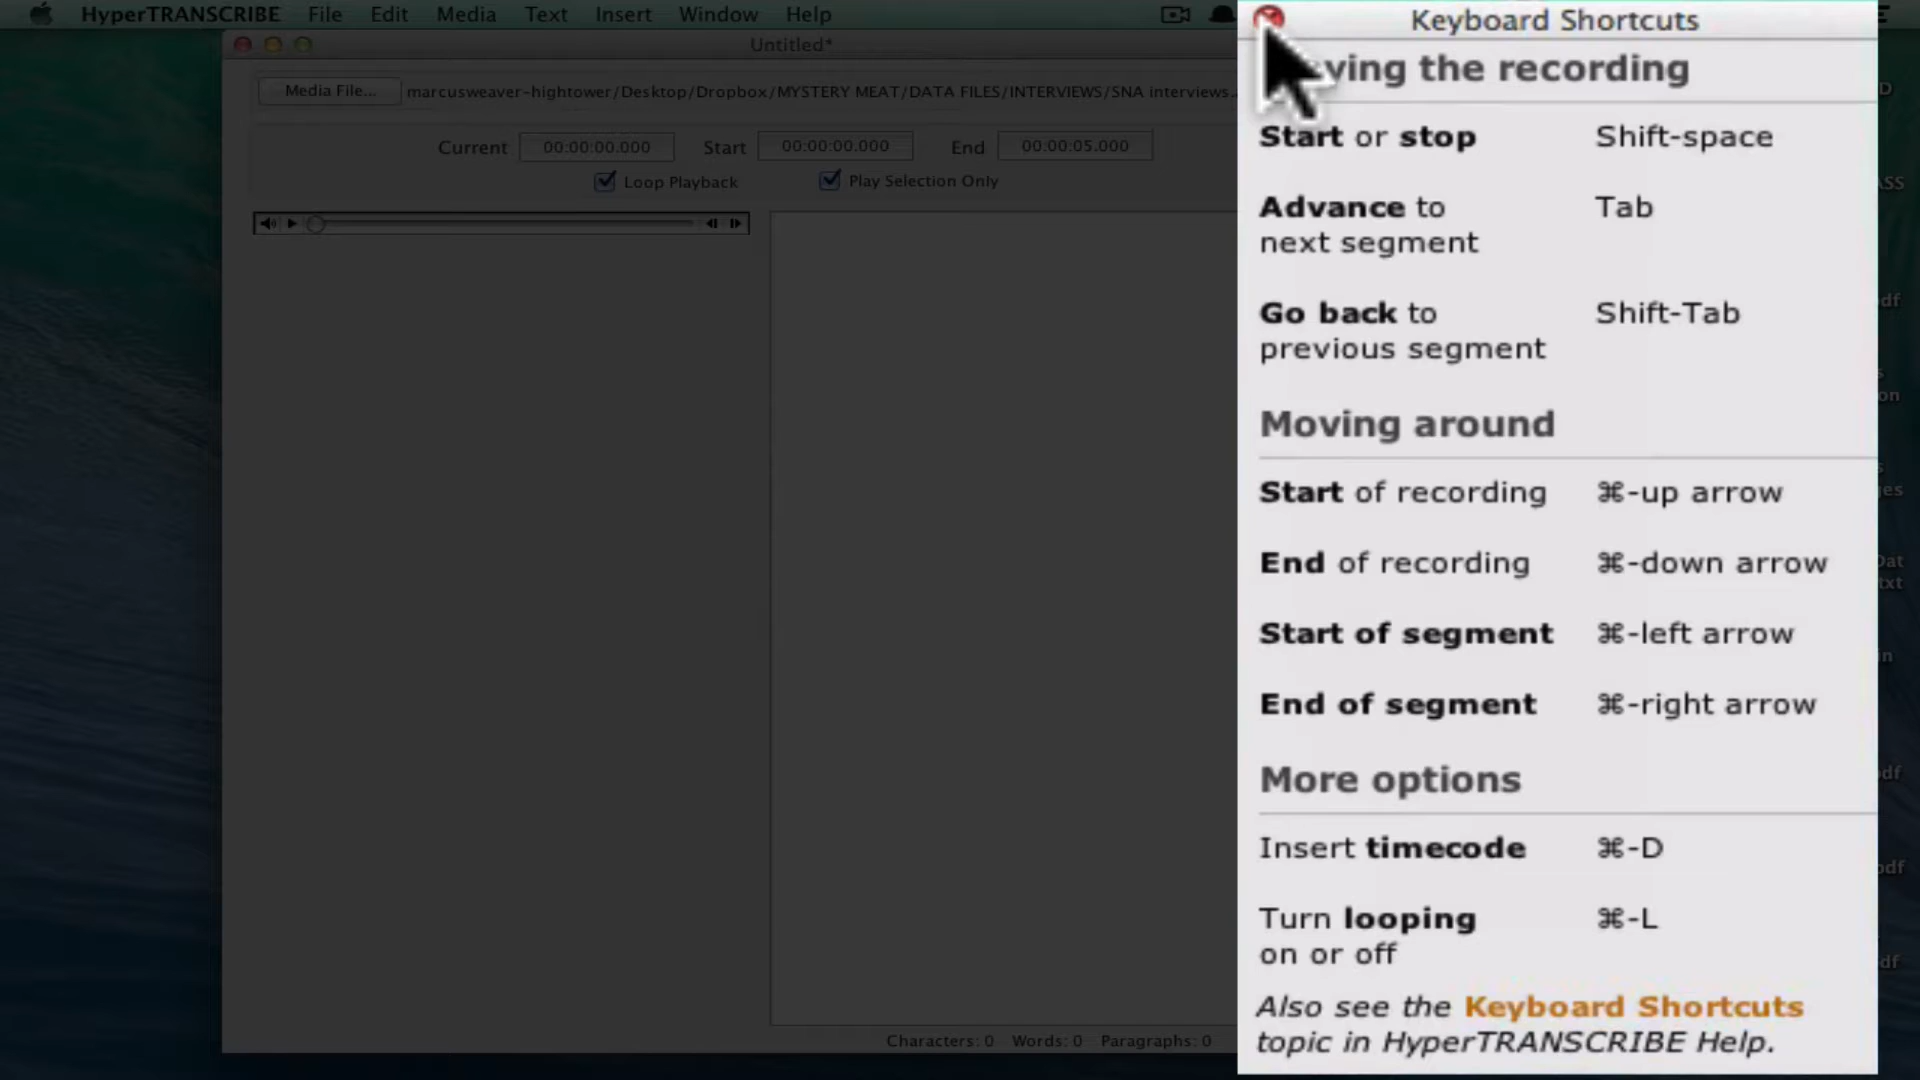 HyperTRANSCRIBE File Edit Media Text Insert Window Help
Untitled*
Media File... marcusweaver-hightower/Desktop/Dropbox/MYSTERY MEAT/DATA FILES/INTERVIEWS/SNA interviews.
Current 00:00:00.000 Start 00:00:00.000 End 00:00:05.000
Loop Playback Play Selection Only
Characters: 0 Words: 0 Paragraphs: 0
Keyboard Shortcuts
ying the recording
Start or stop Shift-space
Advance to Tab
next segment
Go back to Shift-Tab
previous segment
Moving around
Start of recording ⌘-up arrow
End of recording ⌘-down arrow
Start of segment ⌘-left arrow
End of segment ⌘-right arrow
More options
Insert timecode ⌘-D
Turn looping ⌘-L
on or off
Also see the Keyboard Shortcuts
topic in HyperTRANSCRIBE Help.